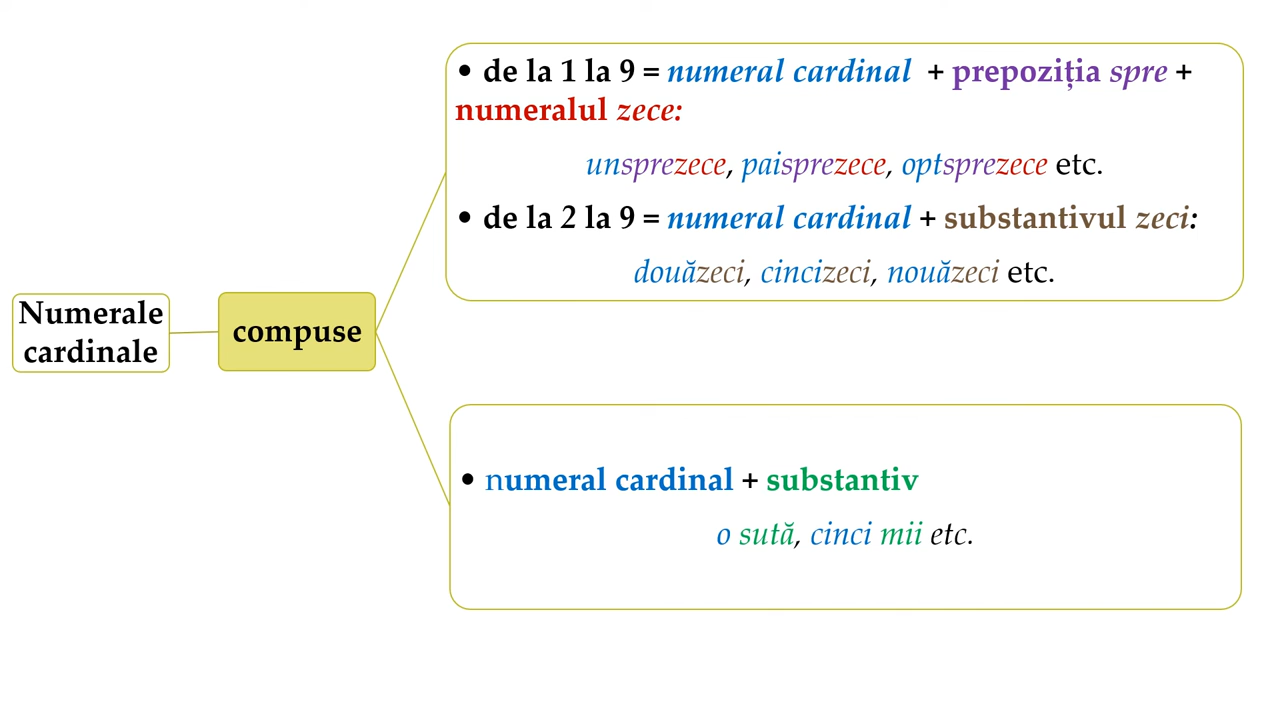 • de la 1 la 9 = numeral cardinal + prepoziția spre +
numeralul zece:
unsprezece, paisprezece, optsprezece etc.
• de la 2 la 9 = numeral cardinal + substantivul zeci:
douăzeci, cincizeci, nouăzeci etc.
Numerale
cardinale
compuse
• numeral cardinal + substantiv
o sută, cinci mii etc.